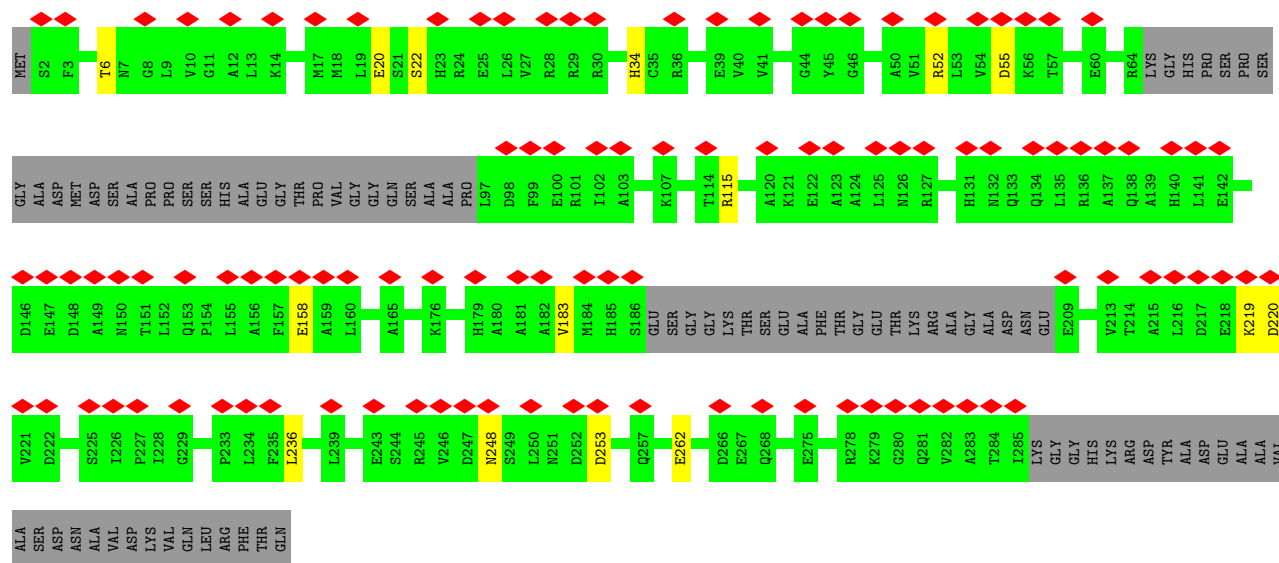 MET S2 F3 T6 N7 G8 L9 V10 G11 A12 L13 K14 M17 M18 L19 E20 S21 S22 H23 R24 E25 L26 V27 R28 R29 R30 H34 C35 R36 E39 V40 V41 G44 Y45 G46 A50 V51 R52 L53 V54 D55 K56 T57 E60 R64 LYS GLY HIS PRO SER PRO SER
GLY ALA ASP MET ASP SER ALA PRO PRO SER SER HIS ALA GLU GLY THR PRO VAL GLY GLY GLN SER ALA ALA PRO L97 D98 F99 E100 R101 I102 A103 K107 T114 R115 A120 K121 E122 A123 A124 L125 N126 R127 H131 N132 Q133 Q134 L135 R136 A137 Q138 A139 H140 L141 E142
D146 E147 D148 A149 N150 T151 L152 Q153 P154 L155 A156 F157 E158 A159 L160 A165 K176 H179 A180 A181 A182 V183 M184 H185 S186 GLU SER GLY GLY LYS THR SER GLU ALA PHE THR GLY GLU THR LYS ARG ALA GLY ALA ASP ASN GLU E209 V213 T214 A215 L216 D217 E218 K219 D220
V221 D222 S225 I226 P227 I228 G229 P233 L234 F235 L236 L239 E243 S244 R245 V246 D247 N248 S249 L250 N251 D252 D253 Q257 E262 D266 E267 Q268 E275 R278 K279 G280 Q281 V282 A283 T284 I285 LYS GLY GLY HIS LYS ARG ASP TYR ALA ASP GLU ALA ALA VAL
ALA SER ASP ASN ALA VAL ASP LYS VAL GLN LEU ARG PHE THR GLN